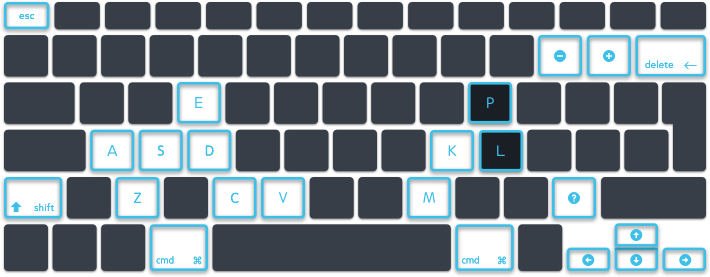 esc
− +
delete ←
E P
A S D K L
shift Z C V M ?
cmd ⌘ cmd ⌘
↑
← ↓ →